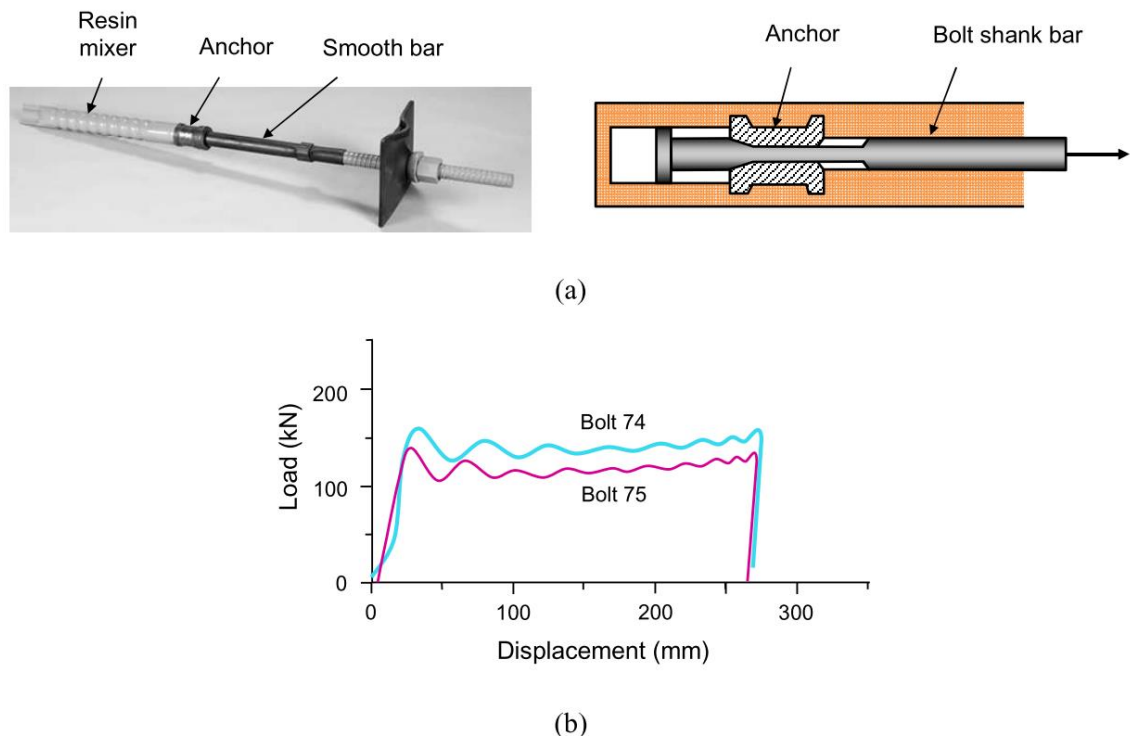 Resin
mixer
Anchor
Smooth bar
Anchor
Bolt shank bar
(a)
Load (kN)
200
100
0
Bolt 74
Bolt 75
0
100
200
300
Displacement (mm)
(b)